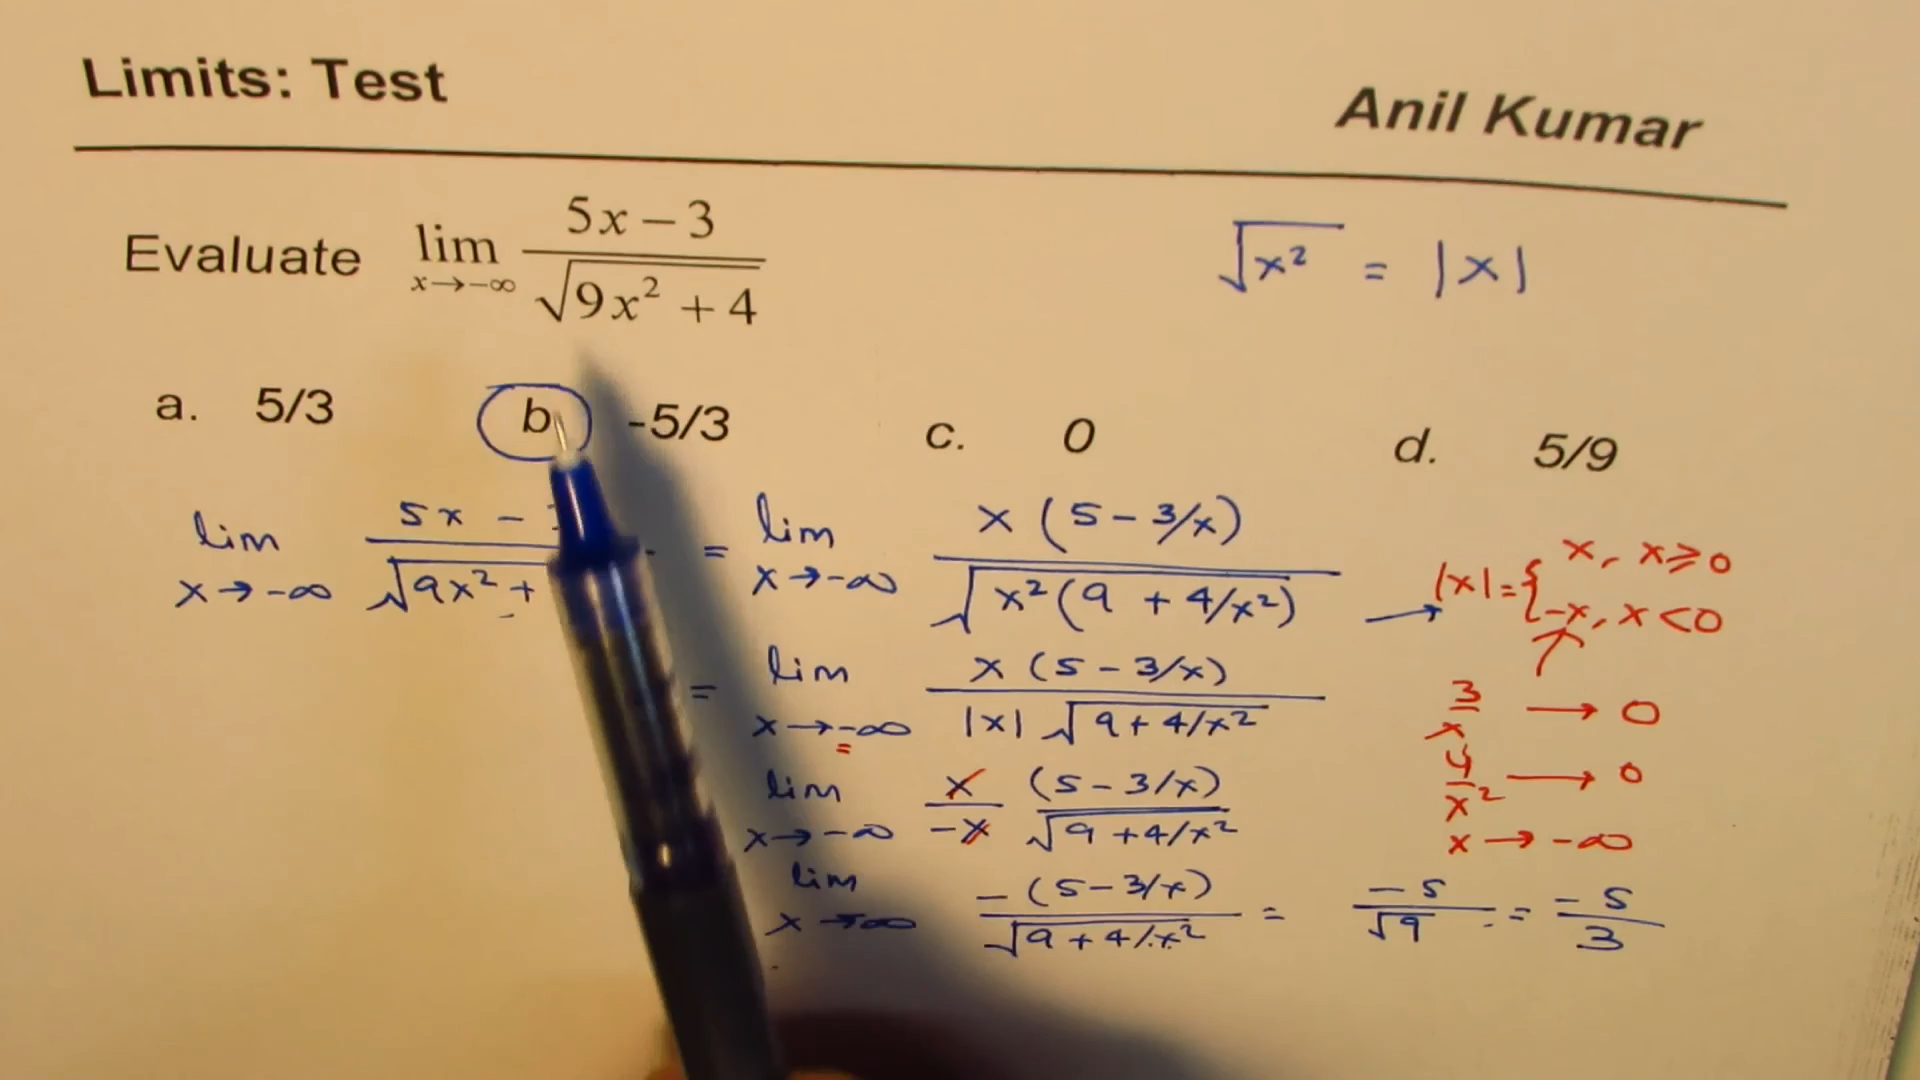 Limits: Test
Anil Kumar
Evaluate lim x→-∞ (5x - 3)/√(9x² + 4)
√x² = |x|
a. 5/3 b -5/3 c. 0 d. 5/9
lim x→-∞ 5x - / √9x² + = lim x→-∞ x (5 - 3/x) / √x²(9 + 4/x²) → |x| = { x, x ≥ 0
-x, x < 0
= lim x→-∞ x (5 - 3/x) / |x| √9 + 4/x²
3/x → 0
lim x→-∞ x/-x (5 - 3/x) / √9 + 4/x²
4/x² → 0
x → -∞
lim x→-∞ -(5 - 3/x) / √9 + 4/x² = -5/√9 = -5/3